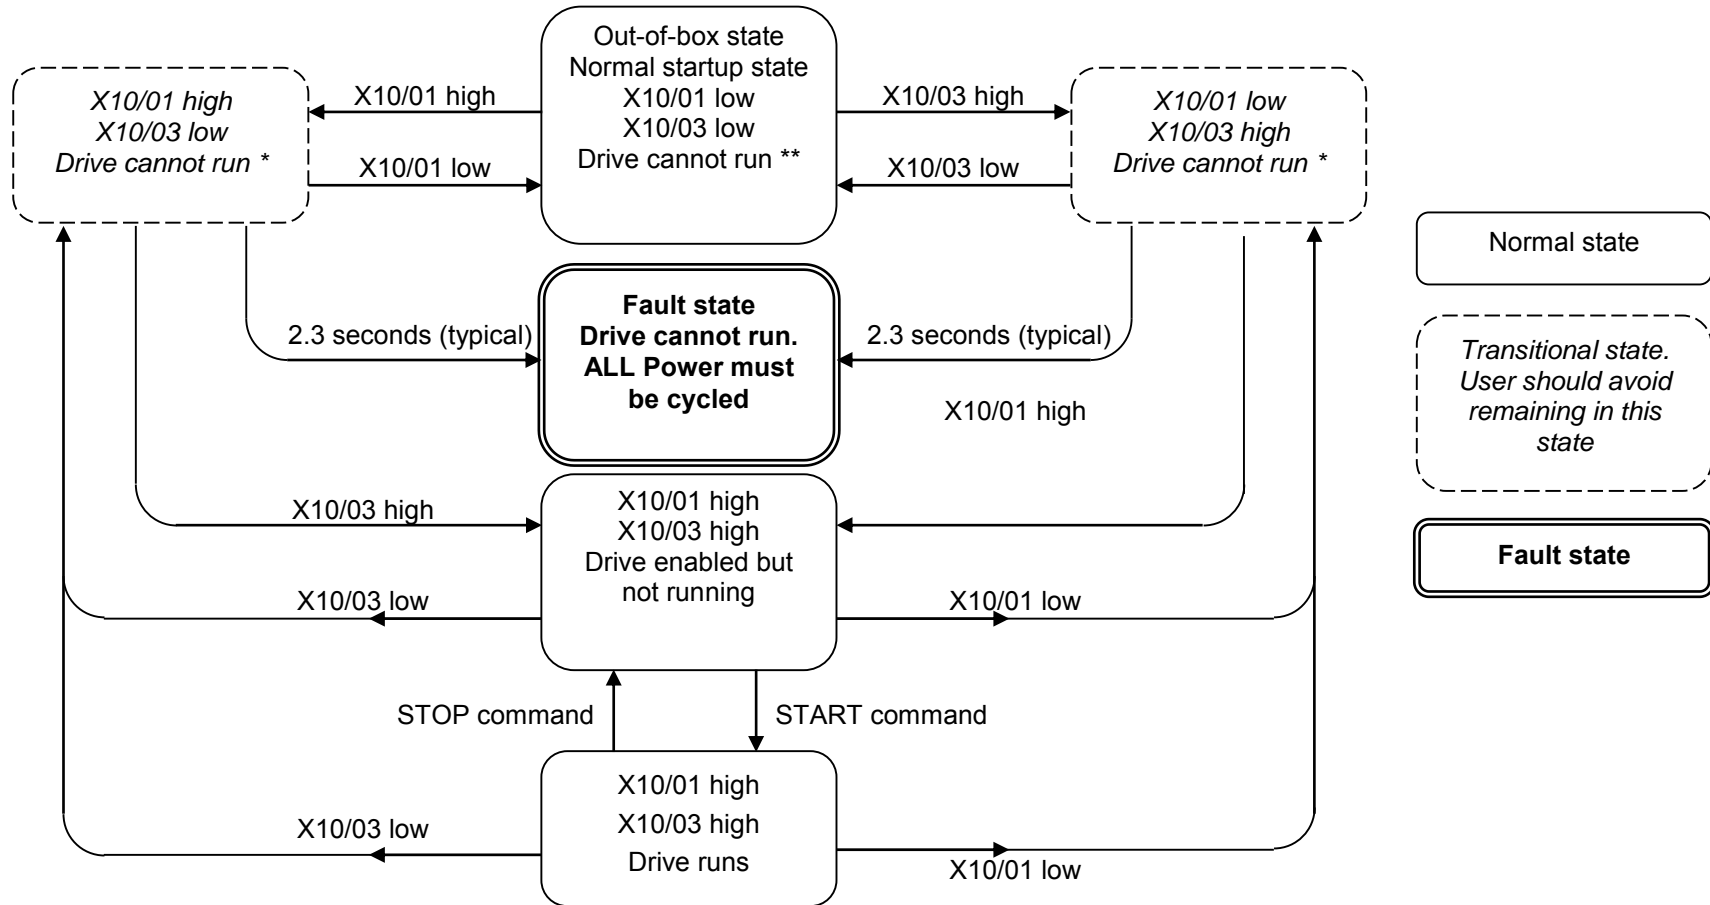 Out-of-box state
Normal startup state
X10/01 low
X10/03 low
Drive cannot run **
X10/01 high
X10/03 low
Drive cannot run *
X10/01 high
X10/01 low
X10/03 high
X10/03 low
X10/01 low
X10/03 high
Drive cannot run *
Normal state
Fault state
Drive cannot run.
ALL Power must
be cycled
2.3 seconds (typical)
2.3 seconds (typical)
X10/01 high
Transitional state.
User should avoid
remaining in this
state
X10/03 high
X10/01 high
X10/03 high
Drive enabled but
not running
Fault state
X10/03 low
X10/01 low
STOP command
START command
X10/01 high
X10/03 high
Drive runs
X10/03 low
X10/01 low